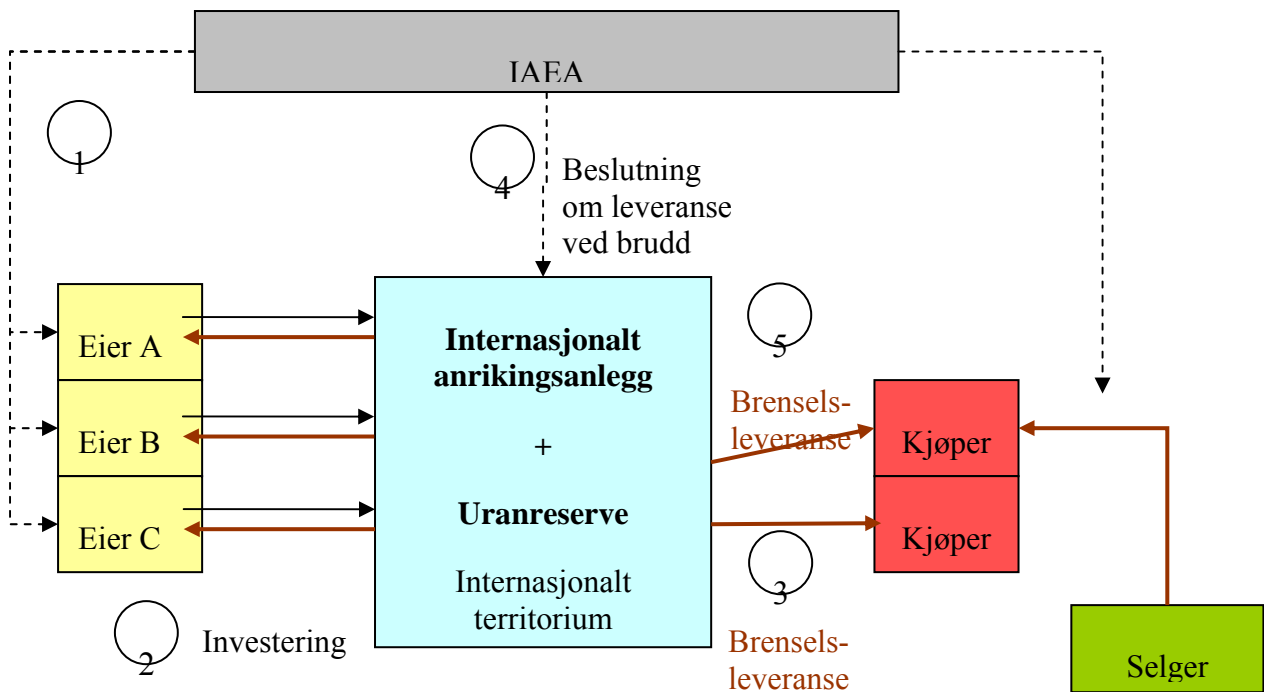 IAEA
1
4
Beslutning
om leveranse
ved brudd
5
Eier A
Eier B
Eier C
Internasjonalt
anrikingsanlegg
+
Uranreserve
Internasjonalt
territorium
Brensels-
leveranse
Kjøper
Kjøper
3
2
Investering
Brensels-
leveranse
Selger